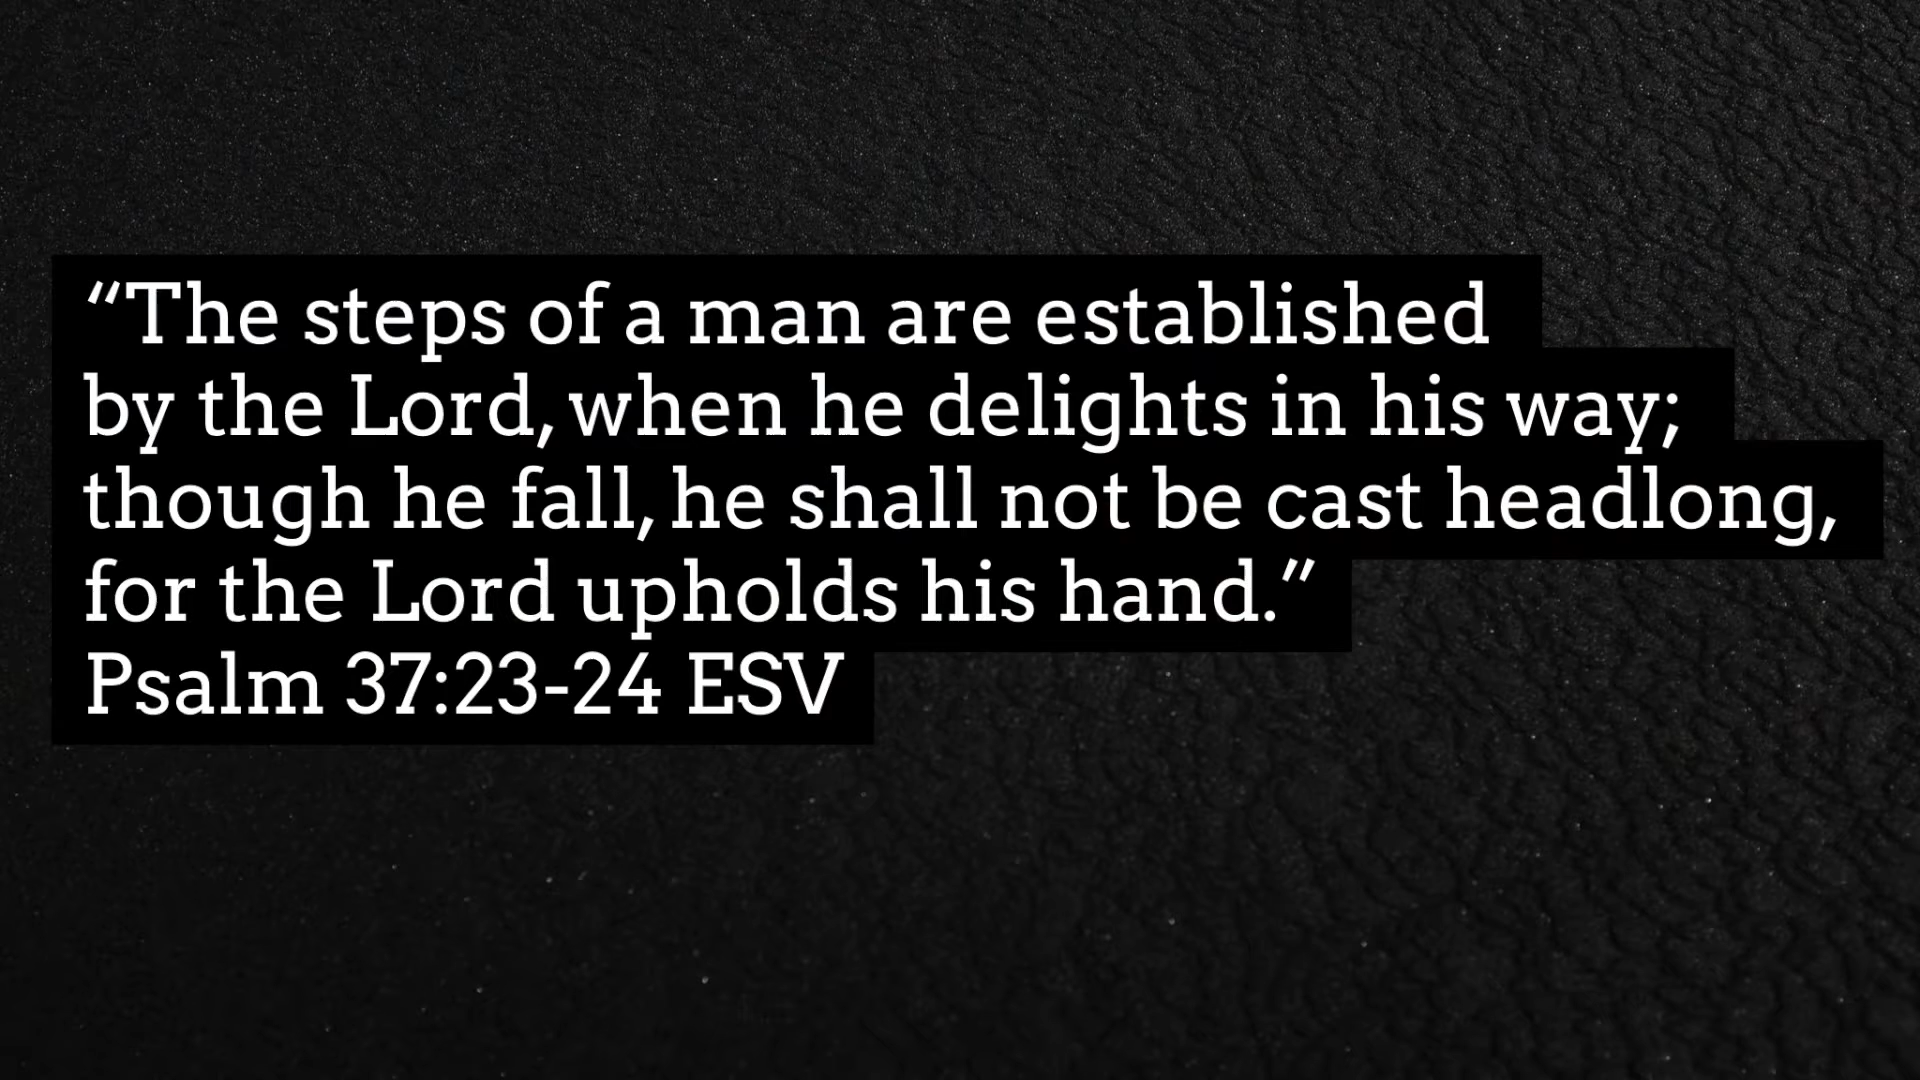 “The steps of a man are established
by the Lord, when he delights in his way;
though he fall, he shall not be cast headlong,
for the Lord upholds his hand.”
Psalm 37:23-24 ESV